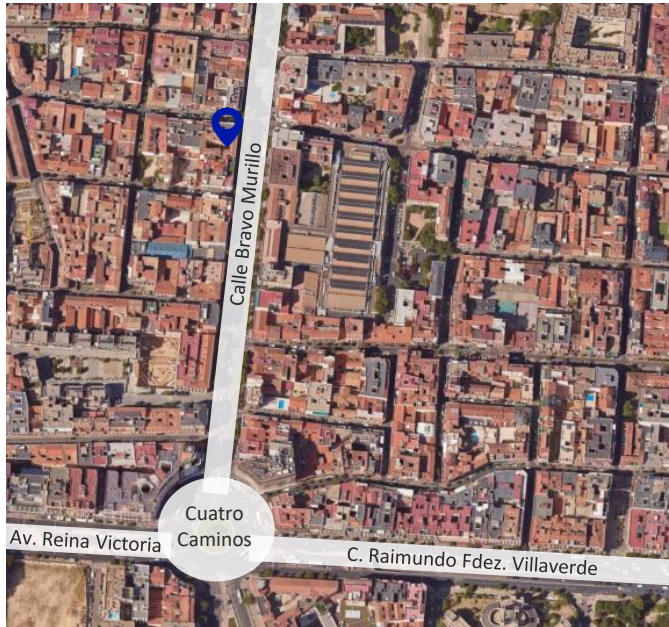 Calle Bravo Murillo
Cuatro
Caminos
Av. Reina Victoria
C. Raimundo Fdez. Villaverde